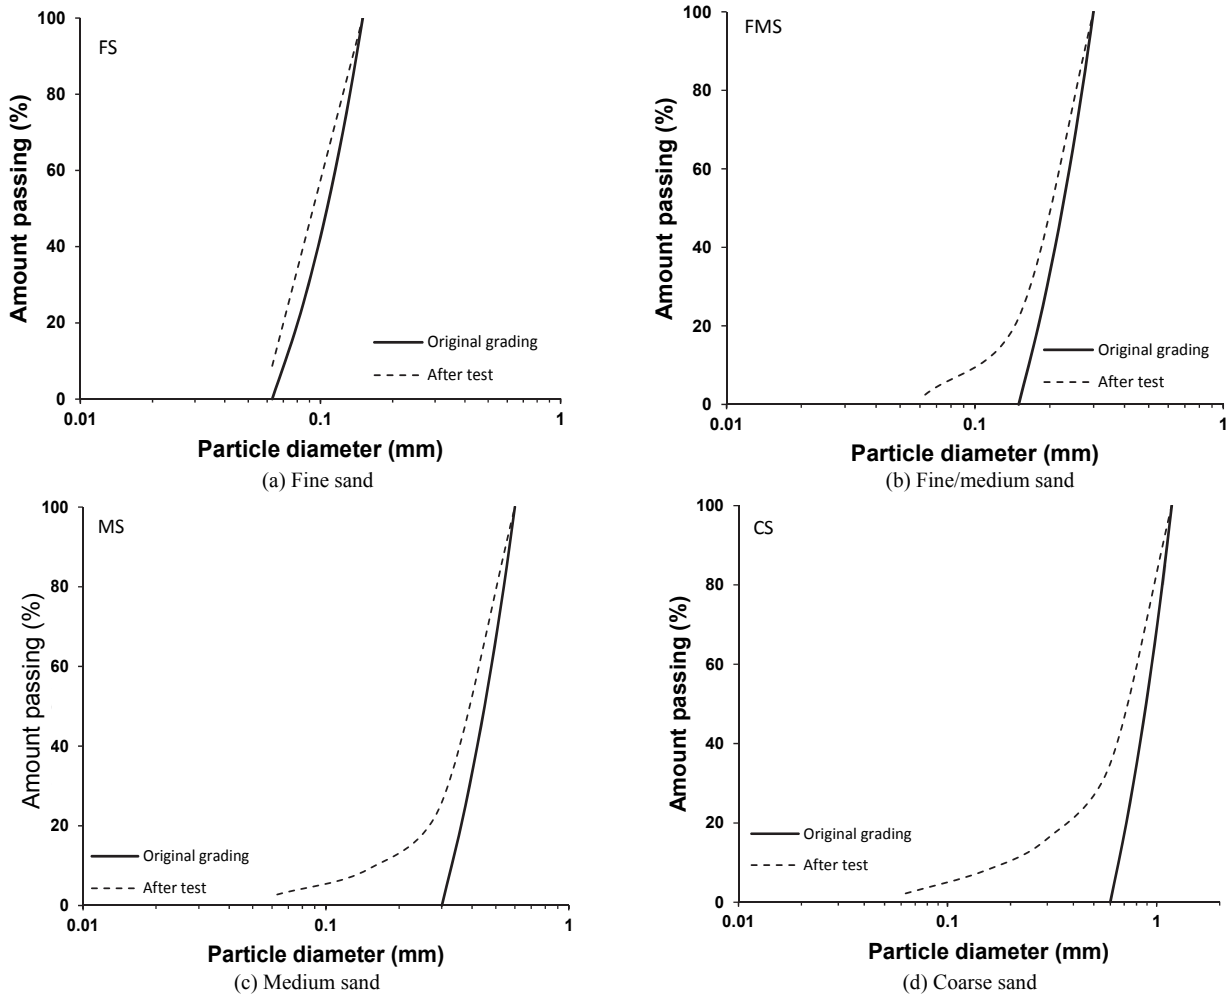 FS
100
80
60
40
20
0
Amount passing (%)
Original grading
After test
0.01
0.1
1
Particle diameter (mm)
(a) Fine sand
FMS
100
80
60
40
20
0
Amount passing (%)
Original grading
After test
0.01
0.1
1
Particle diameter (mm)
(b) Fine/medium sand
MS
100
80
60
40
20
0
Amount passing (%)
Original grading
After test
0.01
0.1
1
Particle diameter (mm)
(c) Medium sand
CS
100
80
60
40
20
0
Amount passing (%)
Original grading
After test
0.01
0.1
1
Particle diameter (mm)
(d) Coarse sand